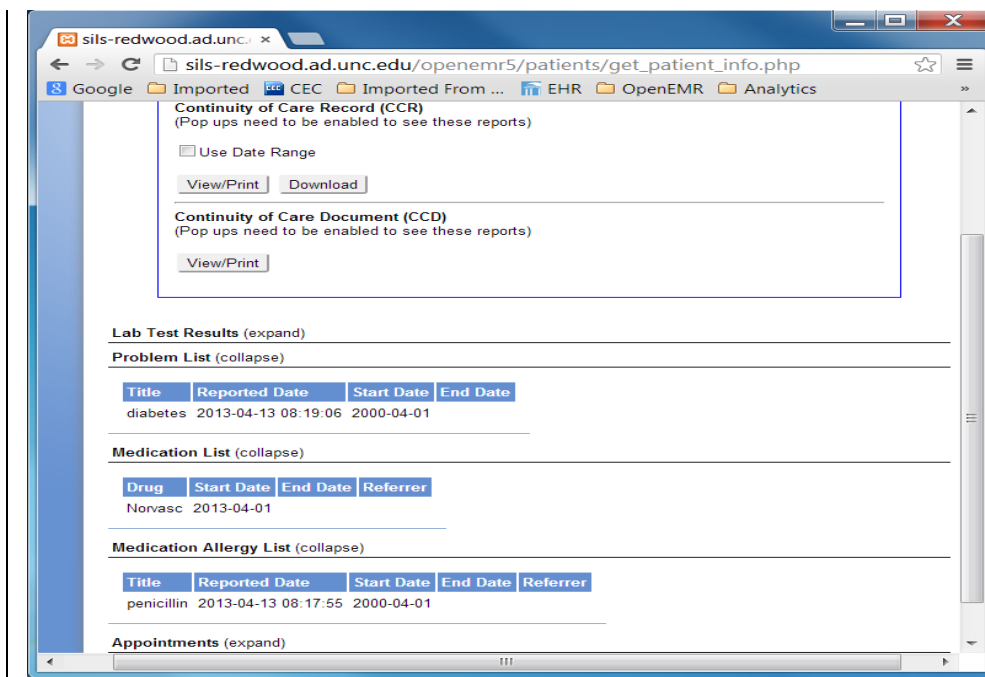 sils-redwood.ad.unc. ×
sils-redwood.ad.unc.edu/openemr5/patients/get_patient_info.php
8 Google Imported CEC Imported From ... EHR OpenEMR Analytics »
Continuity of Care Record (CCR)
(Pop ups need to be enabled to see these reports)
Use Date Range
View/Print Download
Continuity of Care Document (CCD)
(Pop ups need to be enabled to see these reports)
View/Print
Lab Test Results (expand)
Problem List (collapse)
Title Reported Date Start Date End Date
diabetes 2013-04-13 08:19:06 2000-04-01
Medication List (collapse)
Drug Start Date End Date Referrer
Norvasc 2013-04-01
Medication Allergy List (collapse)
Title Reported Date Start Date End Date Referrer
penicillin 2013-04-13 08:17:55 2000-04-01
Appointments (expand)